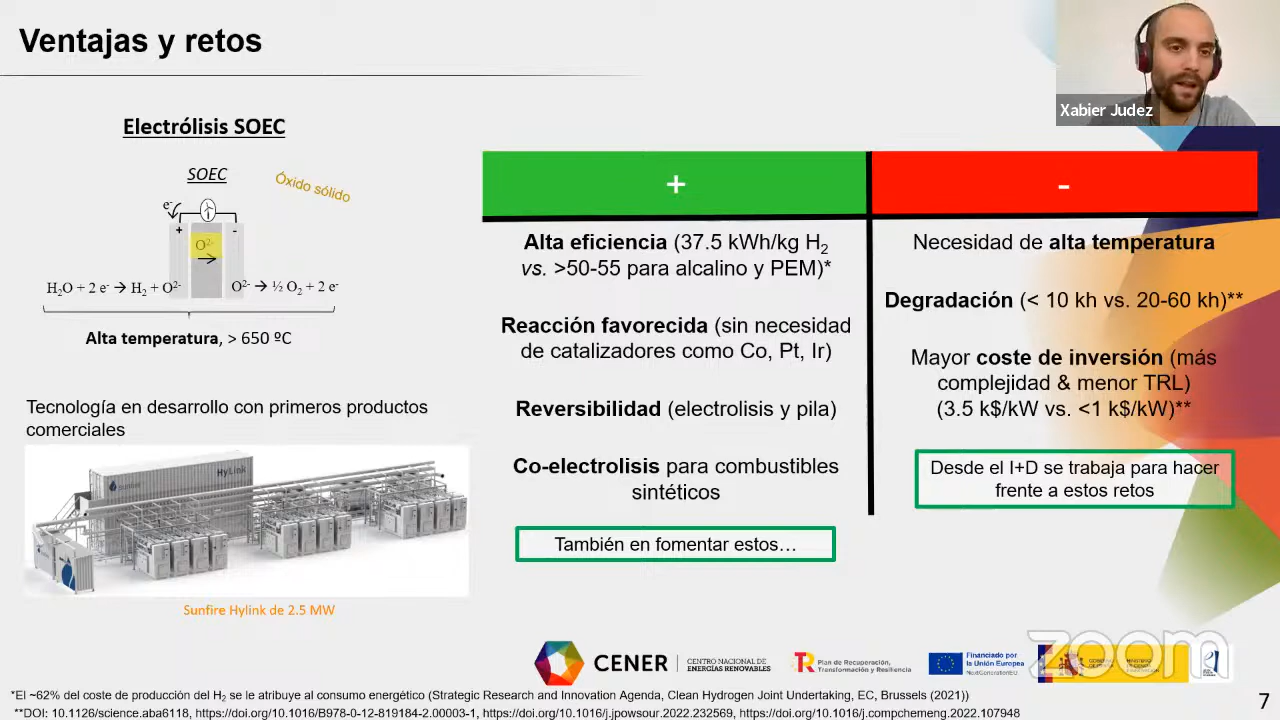 Ventajas y retos
Xabier Judez
Electrólisis SOEC
SOEC
Óxido sólido
e-
+
-
O²⁻
H₂O + 2 e⁻ → H₂ + O²⁻
O²⁻ → ½ O₂ + 2 e⁻
Alta temperatura, > 650 ºC
Tecnología en desarrollo con primeros productos
comerciales
sunfire
HyLink
Sunfire Hylink de 2.5 MW
+
-
Alta eficiencia (37.5 kWh/kg H₂
vs. >50-55 para alcalino y PEM)*
Reacción favorecida (sin necesidad
de catalizadores como Co, Pt, Ir)
Reversibilidad (electrolisis y pila)
Co-electrolisis para combustibles
sintéticos
También en fomentar estos…
Necesidad de alta temperatura
Degradación (< 10 kh vs. 20-60 kh)**
Mayor coste de inversión (más
complejidad & menor TRL)
(3.5 k$/kW vs. <1 k$/kW)**
Desde el I+D se trabaja para hacer
frente a estos retos
CENER
CENTRO NACIONAL DE
ENERGÍAS RENOVABLES
Plan de Recuperación,
Transformación y Resiliencia
Financiado por
la Unión Europea
NextGenerationEU
zoom
*El ~62% del coste de producción del H₂ se le atribuye al consumo energético (Strategic Research and Innovation Agenda, Clean Hydrogen Joint Undertaking, EC, Brussels (2021))
**DOI: 10.1126/science.aba6118, https://doi.org/10.1016/B978-0-12-819184-2.00003-1, https://doi.org/10.1016/j.jpowsour.2022.232569, https://doi.org/10.1016/j.compchemeng.2022.107948
7